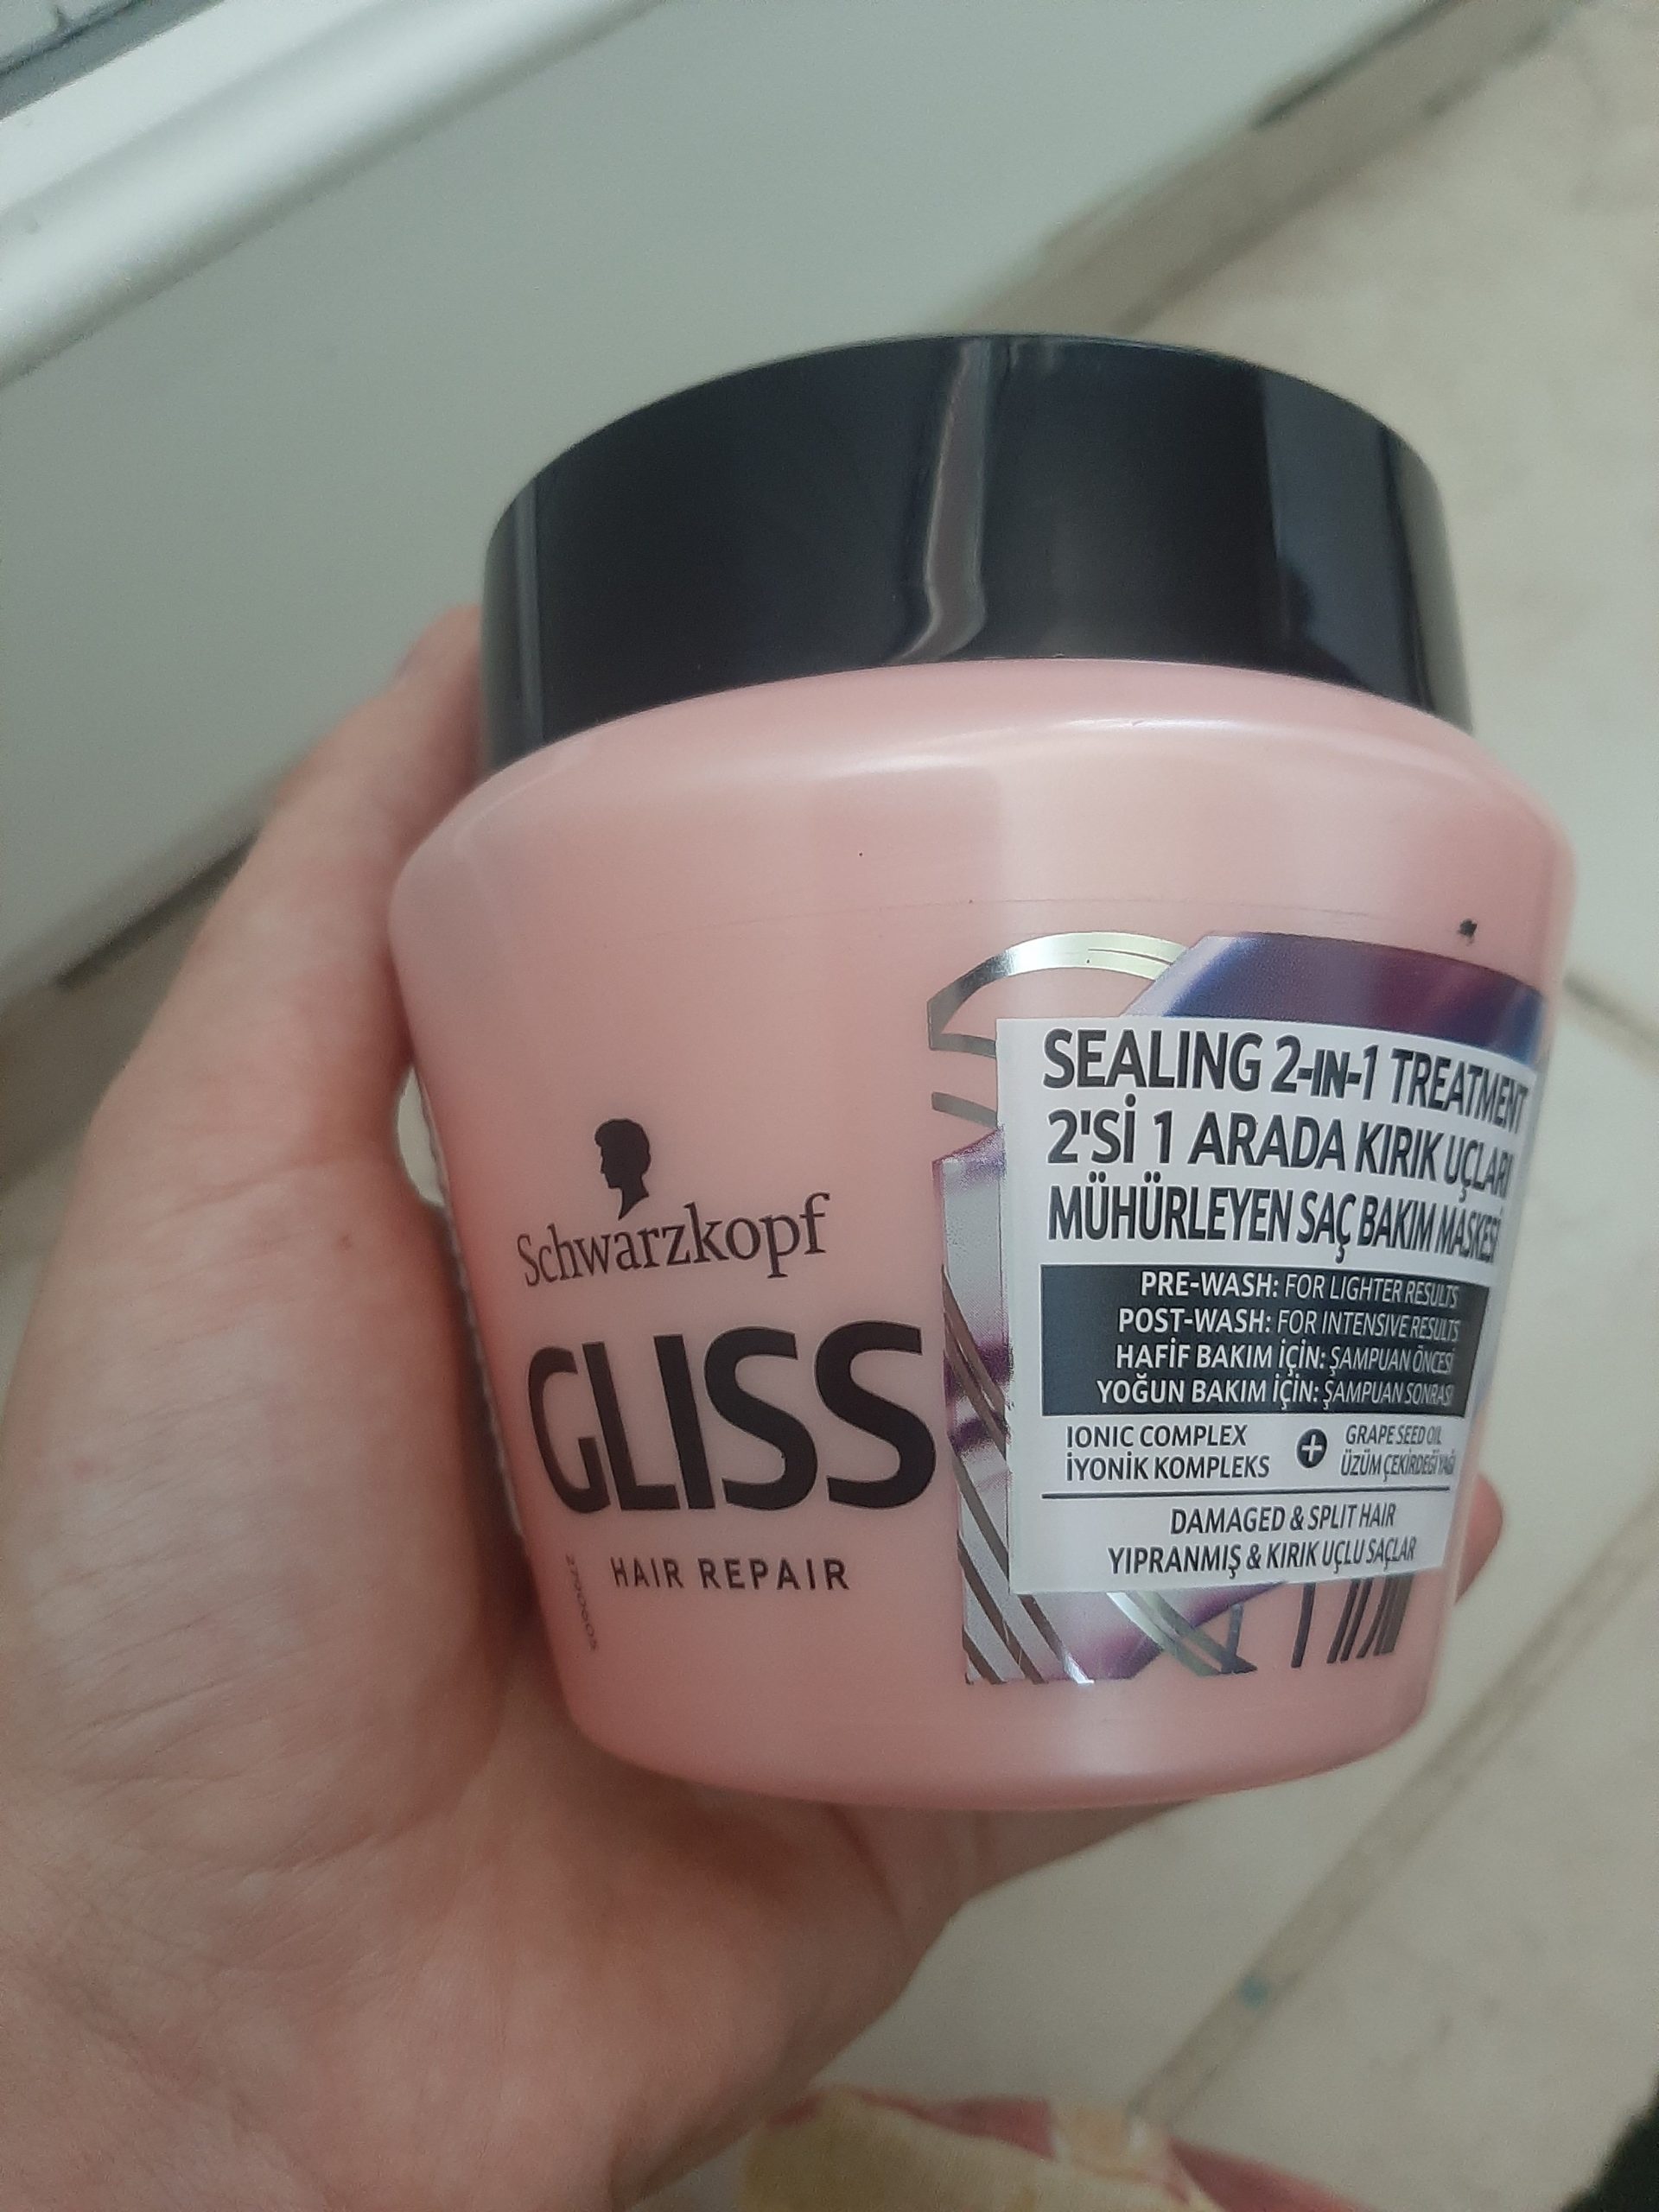 Schwarzkopf
GLISS
HAIR REPAIR
2790605
SEALING 2-IN-1 TREATMENT
2'Sİ 1 ARADA KIRIK UÇLARI
MÜHÜRLEYEN SAÇ BAKIM MASKESİ
PRE-WASH: FOR LIGHTER RESULTS
POST-WASH: FOR INTENSIVE RESULTS
HAFİF BAKIM İÇİN: ŞAMPUAN ÖNCESİ
YOĞUN BAKIM İÇİN: ŞAMPUAN SONRASI
IONIC COMPLEX + GRAPE SEED OIL
İYONİK KOMPLEKS ÜZÜM ÇEKİRDEĞİ YAĞI
DAMAGED & SPLIT HAIR
YIPRANMIŞ & KIRIK UÇLU SAÇLAR